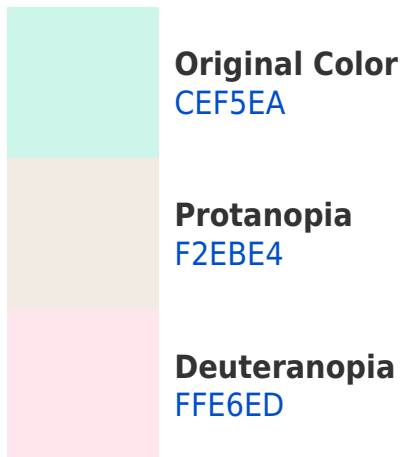 Original Color
CEF5EA
Protanopia
F2EBE4
Deuteranopia
FFE6ED